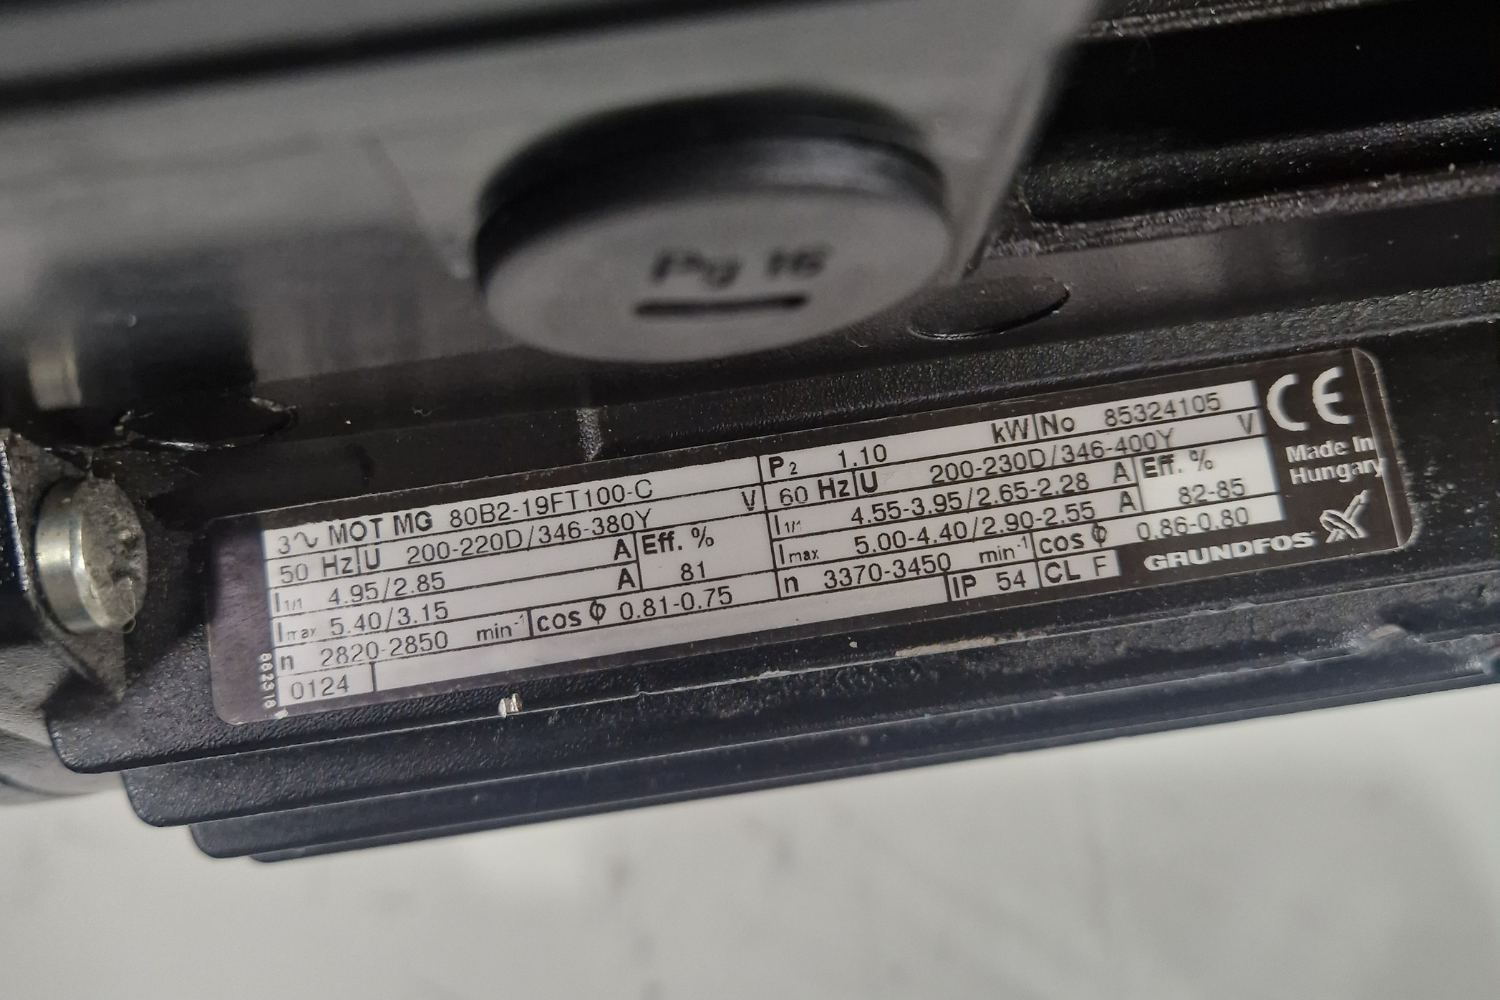 Pg 16
3∿ MOT MG 80B2-19FT100-C P2 1.10 kW No 85324105
50 Hz U 200-220D/346-380Y V 60 Hz U 200-230D/346-400Y V
I1/1 4.95/2.85 A Eff. % I1/1 4.55-3.95/2.65-2.28 A Eff. %
Imax 5.40/3.15 A 81 Imax 5.00-4.40/2.90-2.55 A 82-85
n 2820-2850 min-1 cos φ 0.81-0.75 n 3370-3450 min-1 cos φ 0.86-0.80
0124 IP 54 CL F
CE
Made In
Hungary
GRUNDFOS